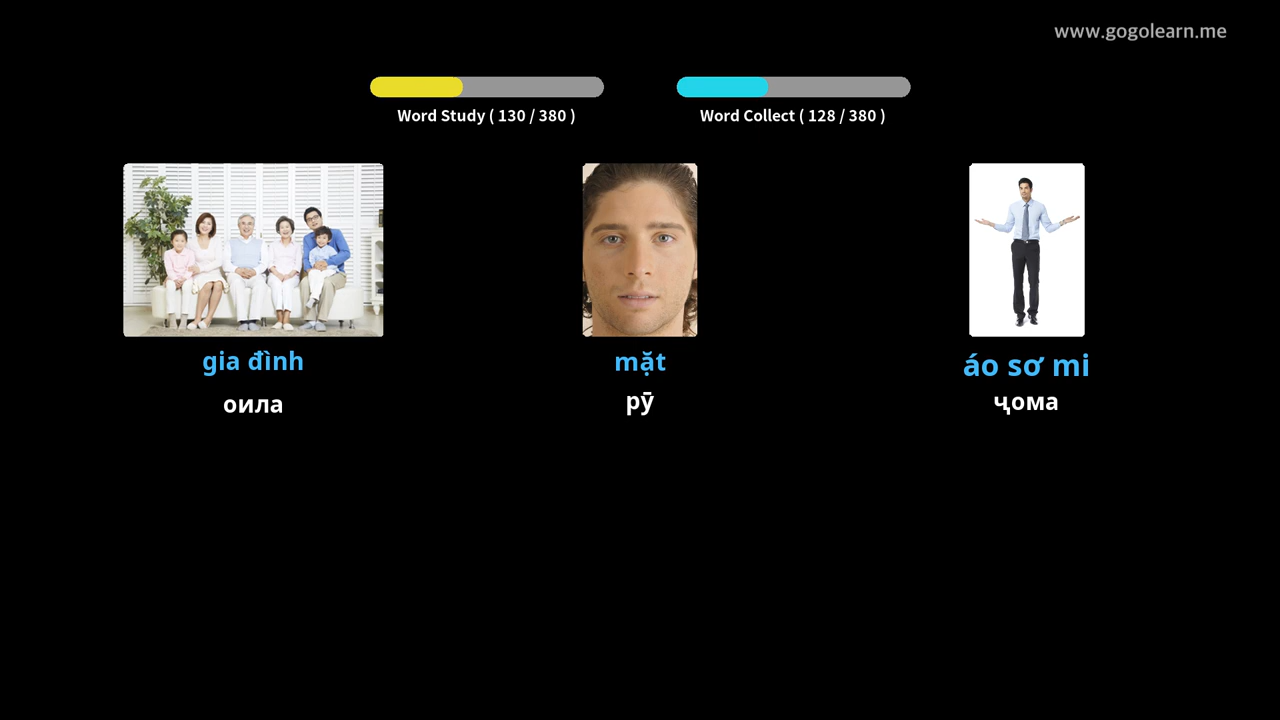 www.gogolearn.me
Word Study ( 130 / 380 )
Word Collect ( 128 / 380 )
gia đình
mặt
áo sơ mi
оила
рӯ
ҷома